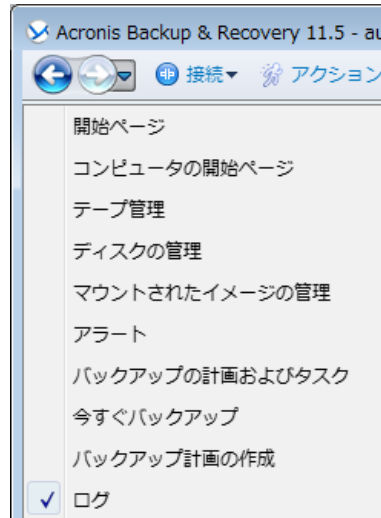 Acronis Backup & Recovery 11.5 - au
接続 アクション
開始ページ
コンピュータの開始ページ
テープ管理
ディスクの管理
マウントされたイメージの管理
アラート
バックアップの計画およびタスク
今すぐバックアップ
バックアップ計画の作成
ログ